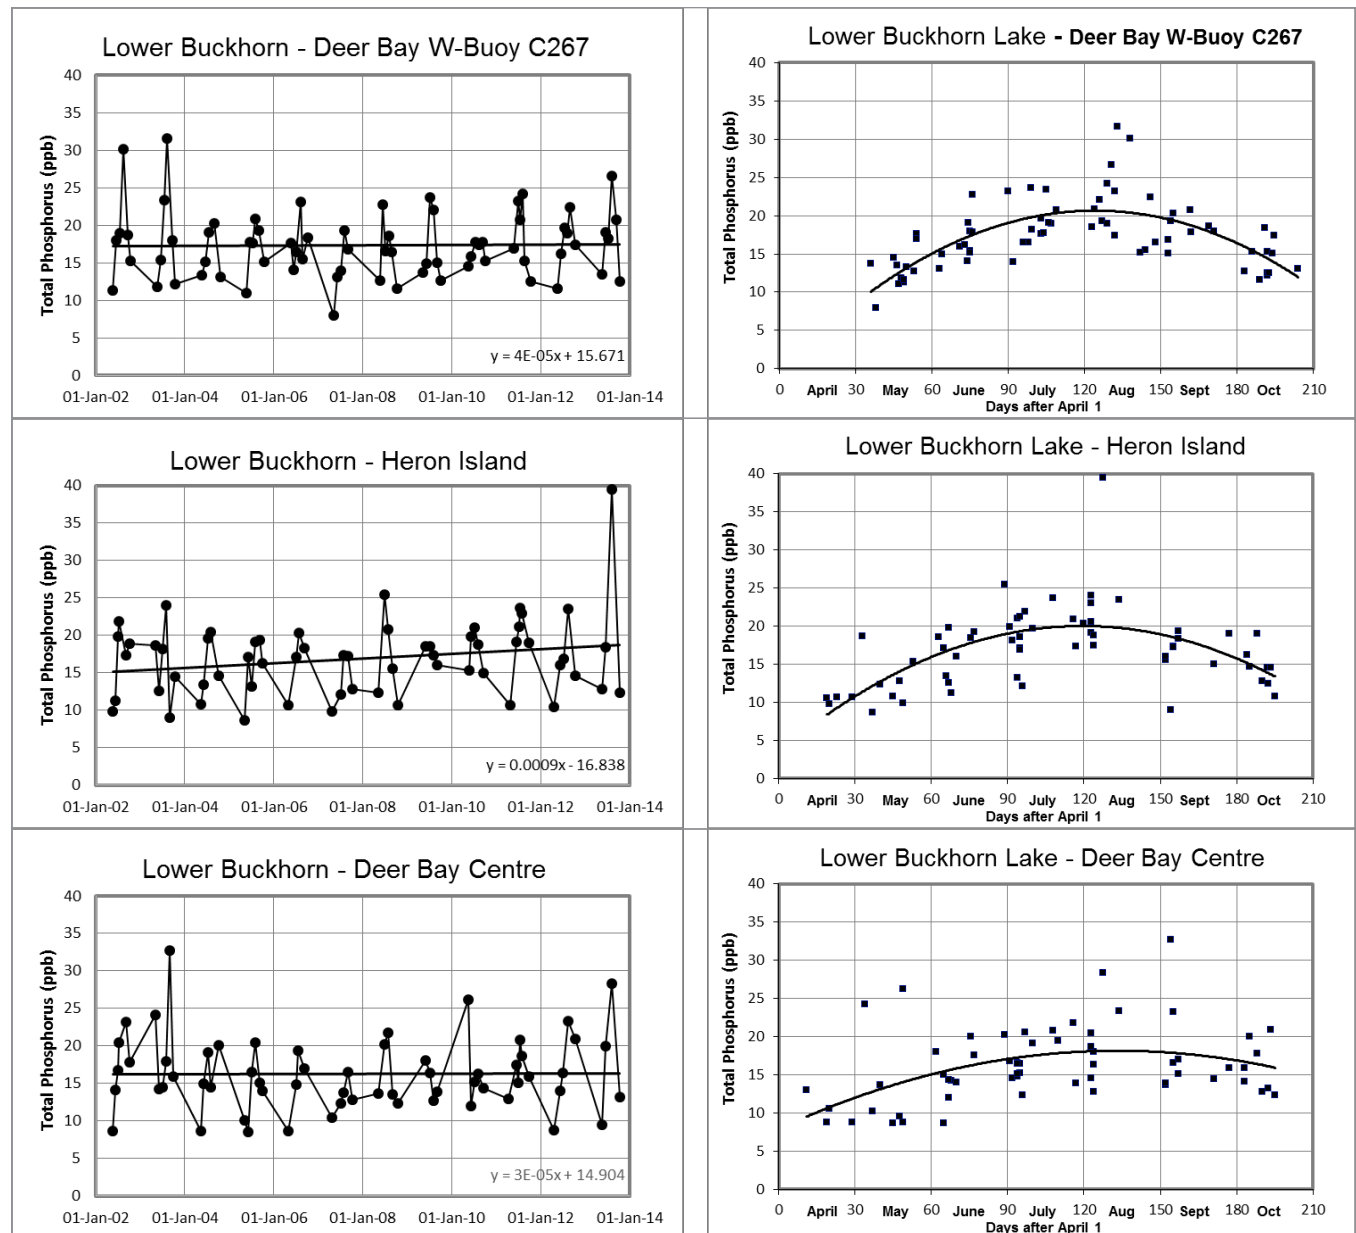 Lower Buckhorn - Deer Bay W-Buoy C267
Total Phosphorus (ppb)
40
35
30
25
20
15
10
5
0
y = 4E-05x + 15.671
01-Jan-02 01-Jan-04 01-Jan-06 01-Jan-08 01-Jan-10 01-Jan-12 01-Jan-14
Lower Buckhorn Lake - Deer Bay W-Buoy C267
Total Phosphorus (ppb)
40
35
30
25
20
15
10
5
0
0 April 30 May 60 June 90 July 120 Aug 150 Sept 180 Oct 210
Days after April 1
Lower Buckhorn - Heron Island
Total Phosphorus (ppb)
40
35
30
25
20
15
10
5
0
y = 0.0009x - 16.838
01-Jan-02 01-Jan-04 01-Jan-06 01-Jan-08 01-Jan-10 01-Jan-12 01-Jan-14
Lower Buckhorn Lake - Heron Island
Total Phosphorus (ppb)
40
35
30
25
20
15
10
5
0
0 April 30 May 60 June 90 July 120 Aug 150 Sept 180 Oct 210
Days after April 1
Lower Buckhorn - Deer Bay Centre
Total Phosphorus (ppb)
40
35
30
25
20
15
10
5
0
y = 3E-05x + 14.904
01-Jan-02 01-Jan-04 01-Jan-06 01-Jan-08 01-Jan-10 01-Jan-12 01-Jan-14
Lower Buckhorn Lake - Deer Bay Centre
Total Phosphorus (ppb)
40
35
30
25
20
15
10
5
0
0 April 30 May 60 June 90 July 120 Aug 150 Sept 180 Oct 210
Days after April 1